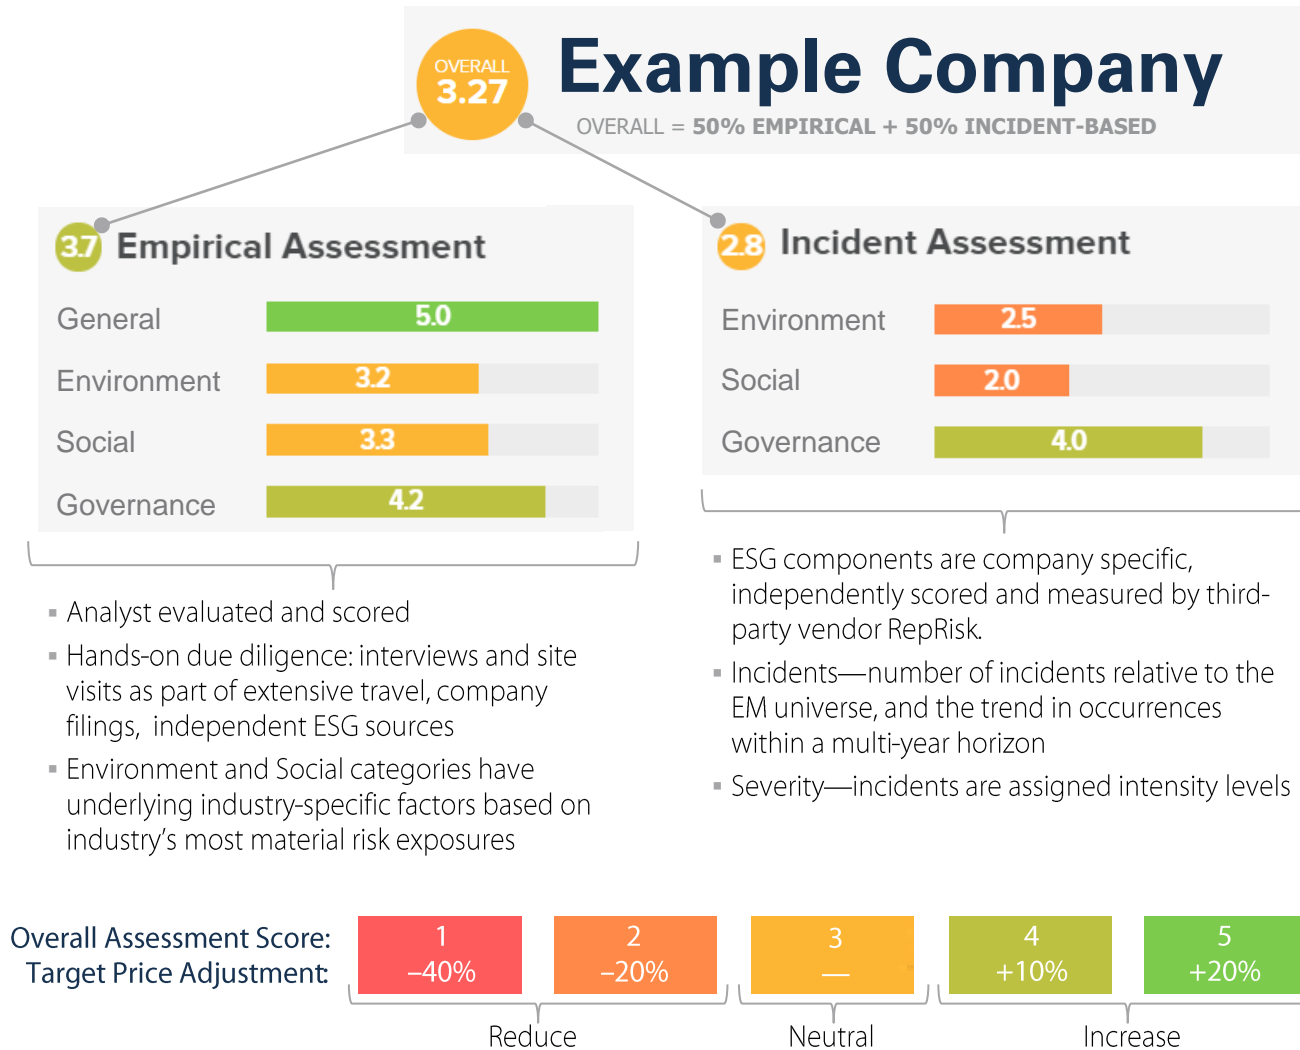 OVERALL
3.27
Example Company
OVERALL = 50% EMPIRICAL + 50% INCIDENT-BASED
3.7 Empirical Assessment
General 5.0
Environment 3.2
Social 3.3
Governance 4.2
▪ Analyst evaluated and scored
▪ Hands-on due diligence: interviews and site
visits as part of extensive travel, company
filings, independent ESG sources
▪ Environment and Social categories have
underlying industry-specific factors based on
industry’s most material risk exposures
2.8 Incident Assessment
Environment 2.5
Social 2.0
Governance 4.0
▪ ESG components are company specific,
independently scored and measured by third-
party vendor RepRisk.
▪ Incidents—number of incidents relative to the
EM universe, and the trend in occurrences
within a multi-year horizon
▪ Severity—incidents are assigned intensity levels
Overall Assessment Score: 1 2 3 4 5
Target Price Adjustment: –40% –20% — +10% +20%
Reduce Neutral Increase